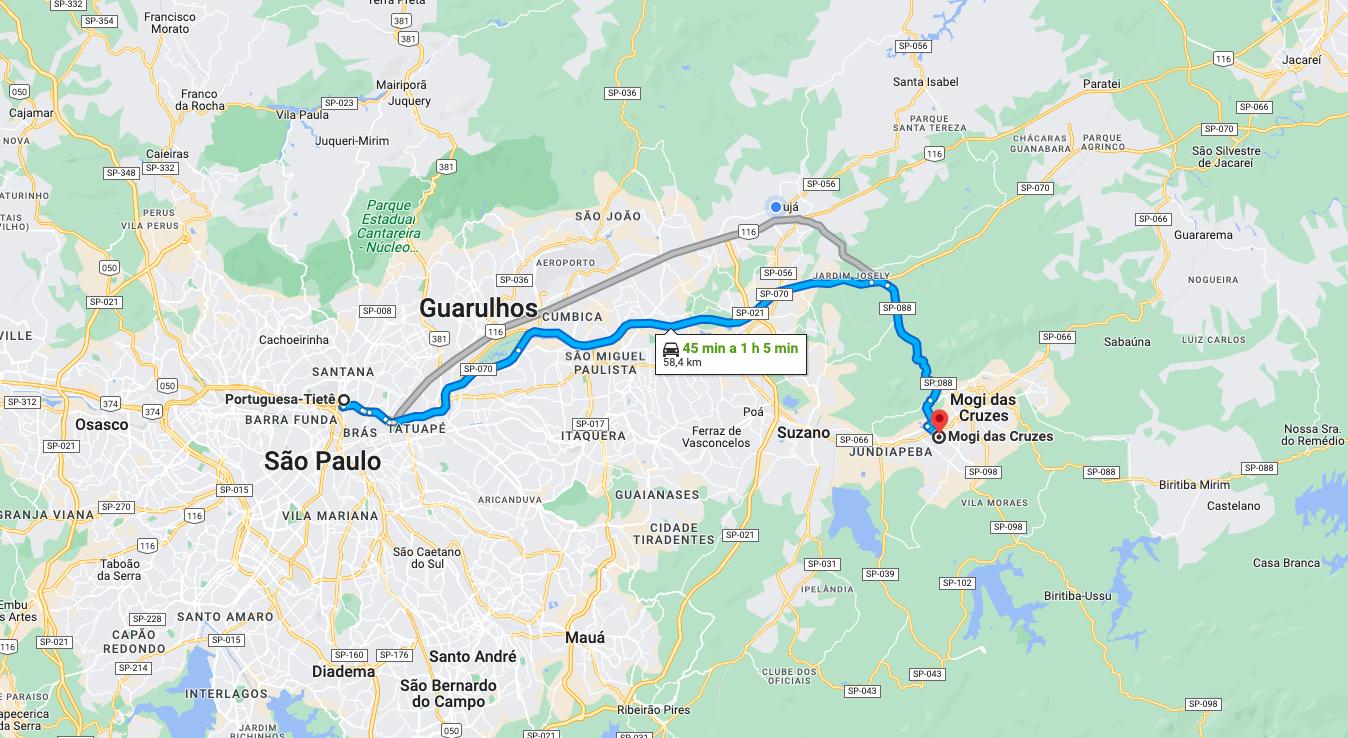 SP-332
SP-354
Francisco
Morato
381
381
Terra Preta
SP-056
116
Jacareí
050
Cajamar
Franco
da Rocha
SP-023
Vila Paula
Mairiporã
Juquery
SP-036
Santa Isabel
Paratei
SP-066
NOVA
Juqueri-Mirim
PARQUE
SANTA TEREZA
CHÁCARAS
GUANABARA
PARQUE
AGRINCO
SP-070
Caieiras
SP-348
SP-332
381
116
São Silvestre
de Jacareí
SP-056
SP-070
PERUS
VILA PERUS
Parque
Estadual
Cantareira
- Núcleo...
SÃO JOÃO
ujá
116
SP-066
Guararema
050
AEROPORTO
SP-036
SP-056
JARDIM JOSELY
NOGUEIRA
SP-021
SP-008
Guarulhos
CUMBICA
SP-070
SP-021
SP-088
VILLE
Cachoeirinha
381
116
SÃO MIGUEL
PAULISTA
45 min a 1 h 5 min
58,4 km
SP-066
Sabaúna
LUIZ CARLOS
SANTANA
SP-070
050
SP-088
SP-312
374
374
Portuguesa-Tietê
BARRA FUNDA
BRÁS
TATUAPÉ
Mogi das
Cruzes
Mogi das Cruzes
Osasco
SP-021
SP-017
ITAQUERA
Poá
Ferraz de
Vasconcelos
Suzano
SP-066
JUNDIAPEBA
Nossa Sra.
do Remédio
São Paulo
SP-098
SP-088
SP-088
Biritiba Mirim
SP-015
ARICANDUVA
GUAIANASES
VILA MORAES
Castelano
GRANJA VIANA
SP-270
116
VILA MARIANA
CIDADE
TIRADENTES
SP-021
SP-098
116
Taboão
da Serra
São Caetano
do Sul
SP-031
SP-039
SP-102
Casa Branca
IPELÂNDIA
Biritiba-Ussu
Embu
s Artes
SP-228
SANTO AMARO
CAPÃO
REDONDO
SP-015
116
SP-021
Mauá
SP-214
SP-160
SP-176
Santo André
Diadema
CLUBE DOS
OFICIAIS
SP-043
SP-043
INTERLAGOS
São Bernardo
do Campo
Ribeirão Pires
SP-098
apecerica
da Serra
JARDIM
BICHINHOS
050
SP-021
SP-031